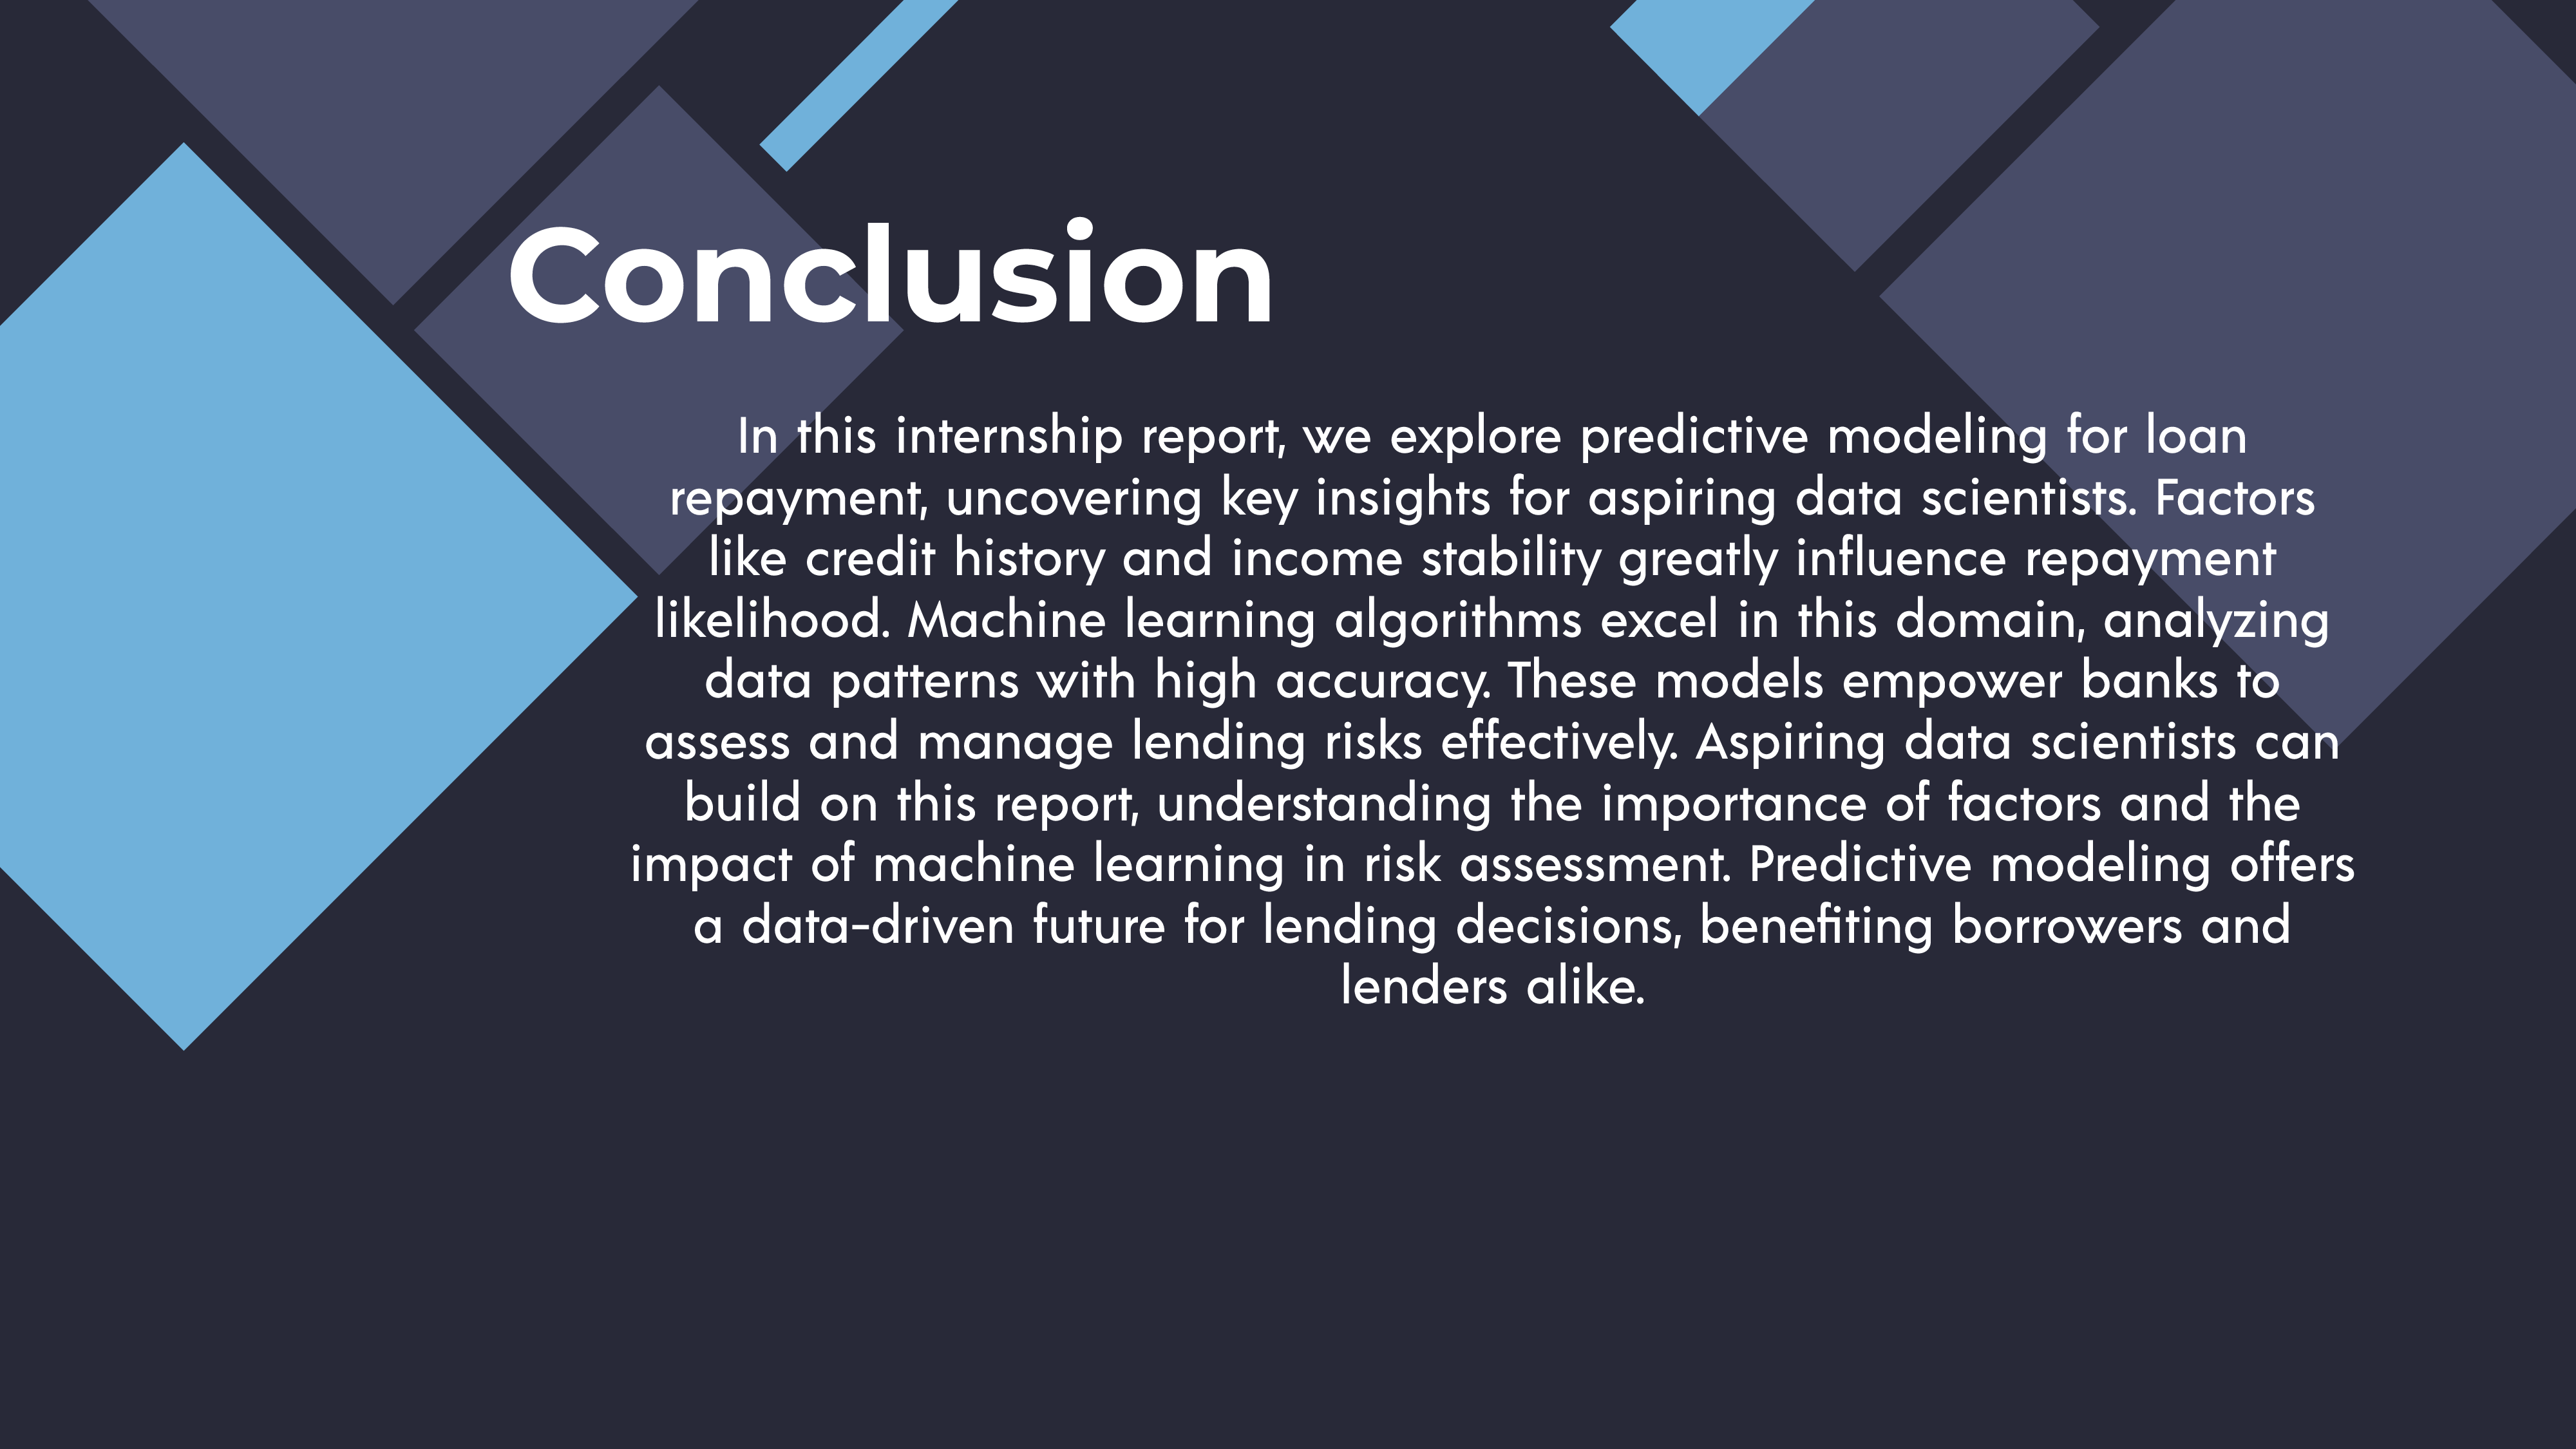 Conclusion
In this internship report, we explore predictive modeling for loan
repayment, uncovering key insights for aspiring data scientists. Factors
like credit history and income stability greatly influence repayment
likelihood. Machine learning algorithms excel in this domain, analyzing
data patterns with high accuracy. These models empower banks to
assess and manage lending risks effectively. Aspiring data scientists can
build on this report, understanding the importance of factors and the
impact of machine learning in risk assessment. Predictive modeling offers
a data-driven future for lending decisions, benefiting borrowers and
lenders alike.